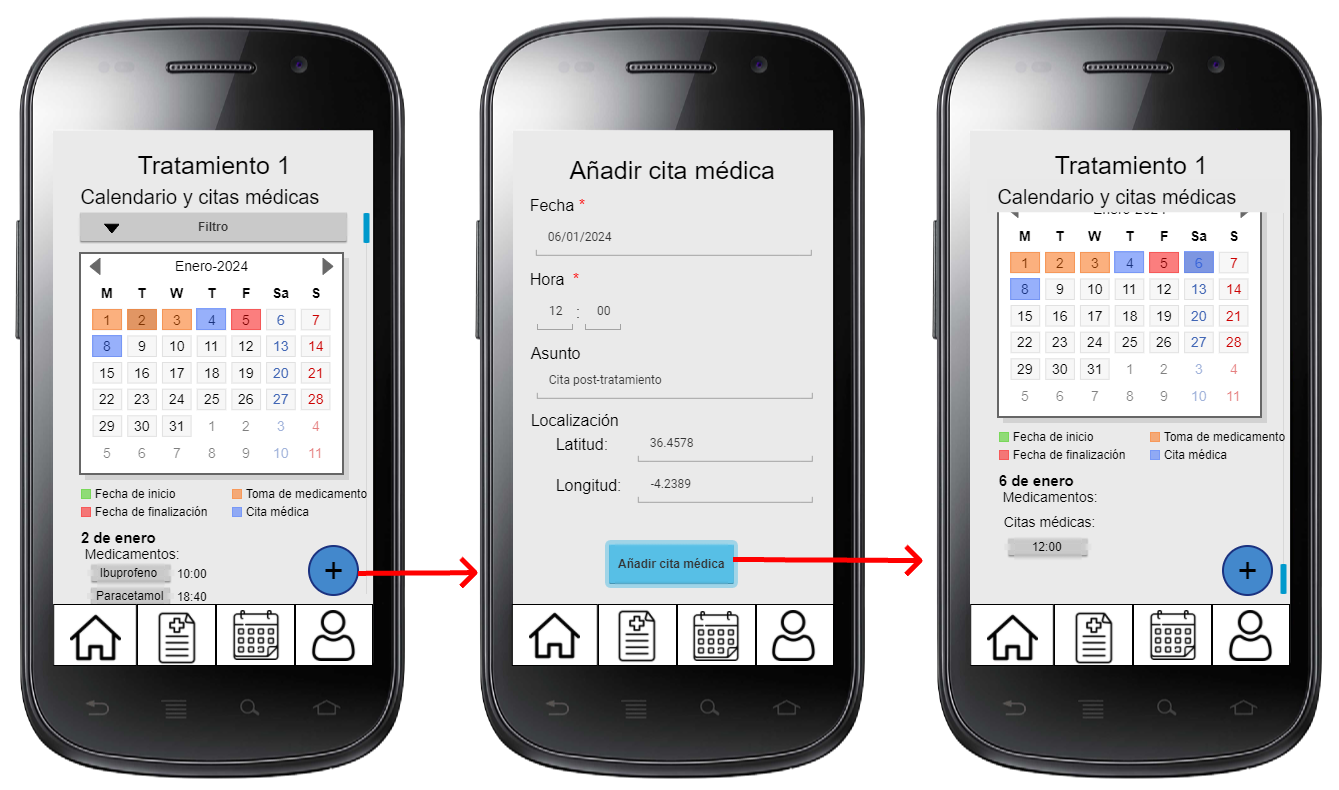 Tratamiento 1
Calendario y citas médicas
Filtro
Enero-2024
M T W T F Sa S
1 2 3 4 5 6 7
8 9 10 11 12 13 14
15 16 17 18 19 20 21
22 23 24 25 26 27 28
29 30 31 1 2 3 4
5 6 7 8 9 10 11
Fecha de inicio Toma de medicamento
Fecha de finalización Cita médica
2 de enero
Medicamentos:
Ibuprofeno 10:00
Paracetamol 18:40
+
Añadir cita médica
Fecha *
06/01/2024
Hora *
12 : 00
Asunto
Cita post-tratamiento
Localización
Latitud: 36.4578
Longitud: -4.2389
Añadir cita médica
Tratamiento 1
Calendario y citas médicas
Enero-2024
M T W T F Sa S
1 2 3 4 5 6 7
8 9 10 11 12 13 14
15 16 17 18 19 20 21
22 23 24 25 26 27 28
29 30 31 1 2 3 4
5 6 7 8 9 10 11
Fecha de inicio Toma de medicamento
Fecha de finalización Cita médica
6 de enero
Medicamentos:
Citas médicas:
12:00
+